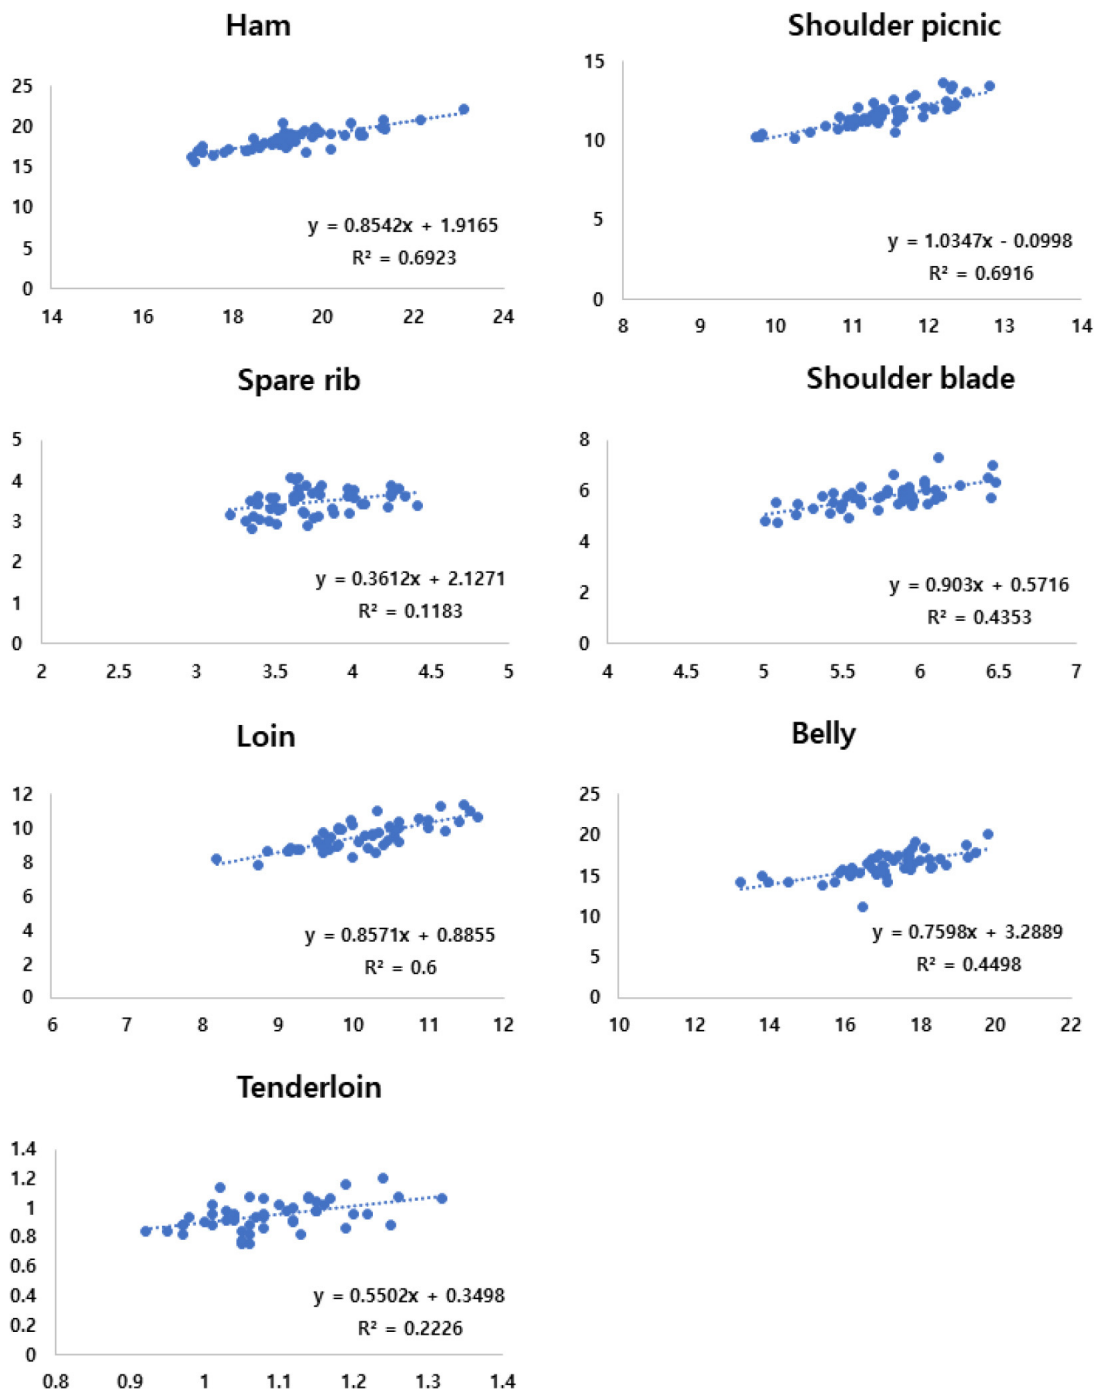 Ham
25
20
15
10
5
0
14 16 18 20 22 24
y = 0.8542x + 1.9165
R² = 0.6923
Shoulder picnic
15
10
5
0
8 9 10 11 12 13 14
y = 1.0347x - 0.0998
R² = 0.6916
Spare rib
5
4
3
2
1
0
2 2.5 3 3.5 4 4.5 5
y = 0.3612x + 2.1271
R² = 0.1183
Shoulder blade
8
6
4
2
0
4 4.5 5 5.5 6 6.5 7
y = 0.903x + 0.5716
R² = 0.4353
Loin
12
10
8
6
4
2
0
6 7 8 9 10 11 12
y = 0.8571x + 0.8855
R² = 0.6
Belly
25
20
15
10
5
0
10 12 14 16 18 20 22
y = 0.7598x + 3.2889
R² = 0.4498
Tenderloin
1.4
1.2
1
0.8
0.6
0.4
0.2
0
0.8 0.9 1 1.1 1.2 1.3 1.4
y = 0.5502x + 0.3498
R² = 0.2226